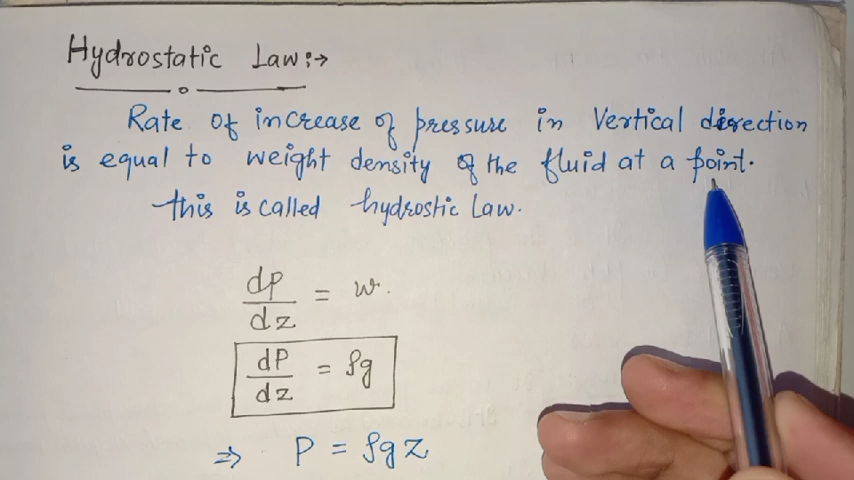 Hydrostatic Law:→
Rate of increase of pressure in Vertical direction
is equal to weight density of the fluid at a point.
this is called hydrostic Law.
dp/dz = w.
dP/dz = ρg
⇒ P = ρgz